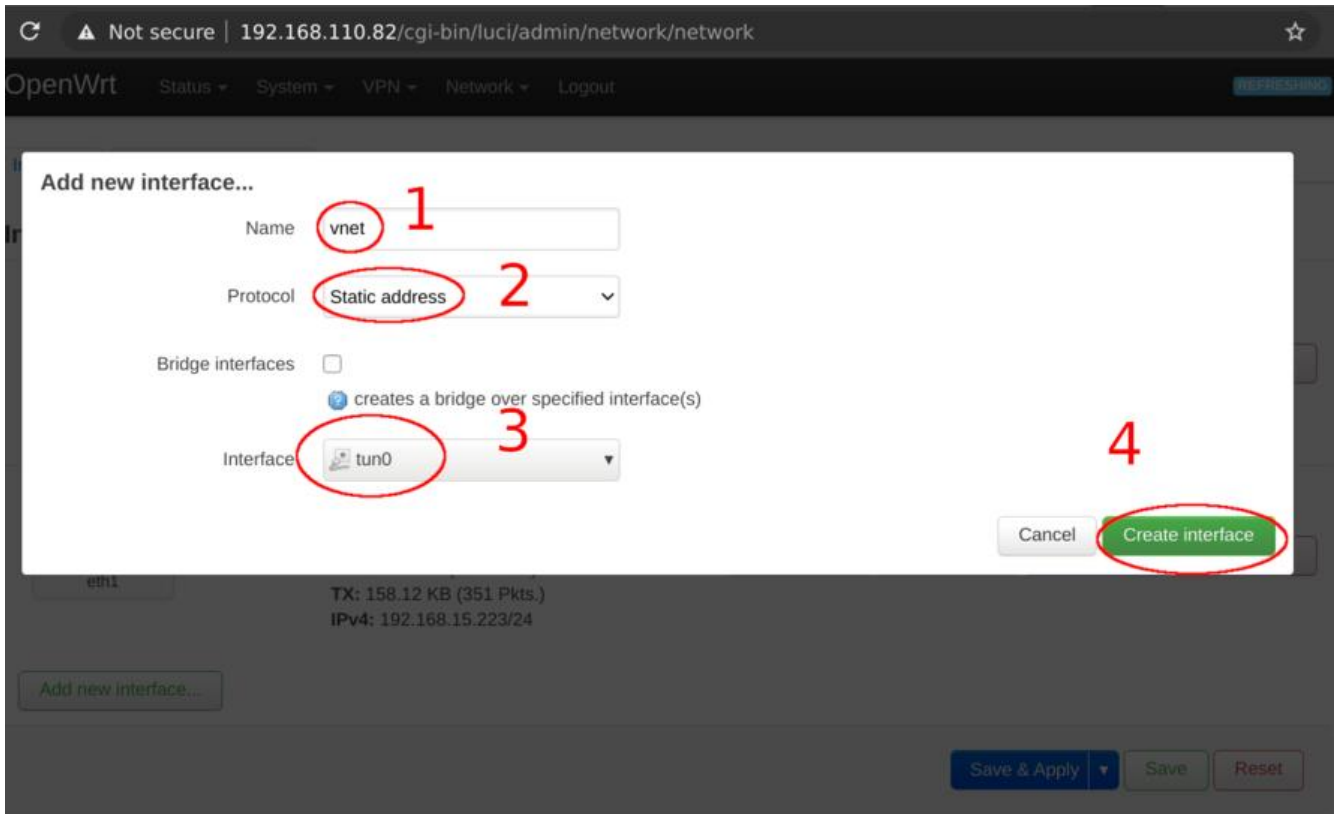 Not secure | 192.168.110.82/cgi-bin/luci/admin/network/network
OpenWrt Status System VPN Network Logout REFRESHING
Add new interface...
1
Name vnet
2
Protocol Static address
Bridge interfaces
creates a bridge over specified interface(s)
3
Interface tun0
4
Cancel Create interface
eth1
TX: 158.12 KB (351 Pkts.)
IPv4: 192.168.15.223/24
Add new interface...
Save & Apply Save Reset